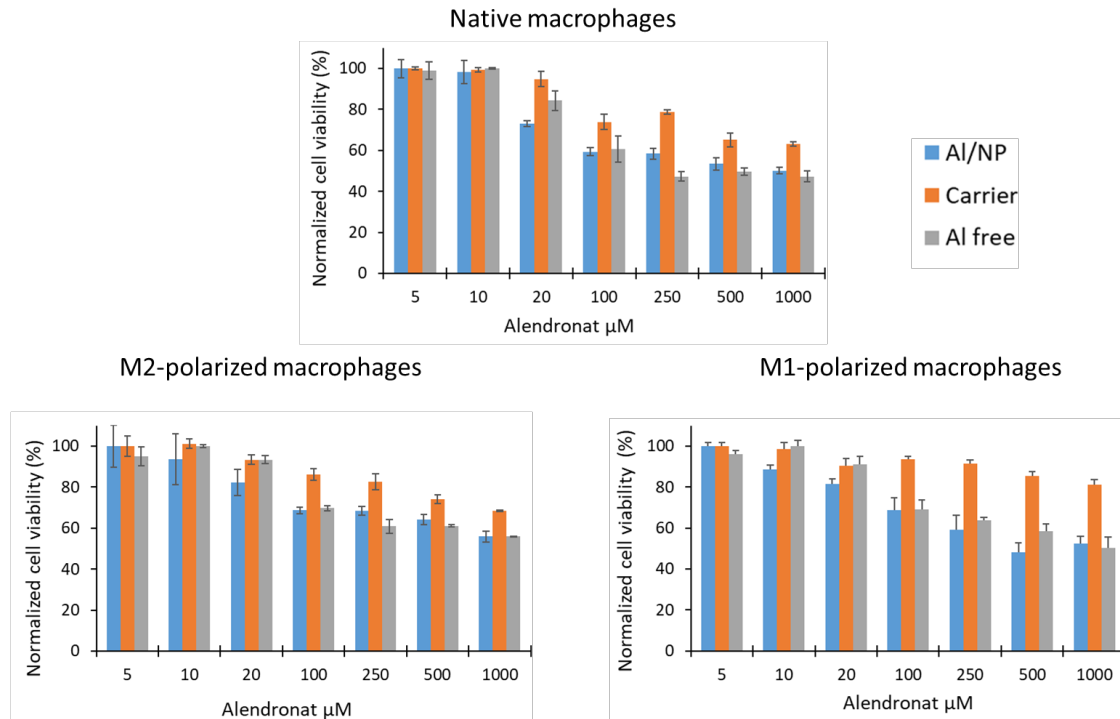 Native macrophages
Normalized cell viability (%)
100
80
60
40
20
0
5 10 20 100 250 500 1000
Alendronat µM
Al/NP
Carrier
Al free
M2-polarized macrophages
Normalized cell viability (%)
100
80
60
40
20
0
5 10 20 100 250 500 1000
Alendronat µM
M1-polarized macrophages
Normalized cell viability (%)
100
80
60
40
20
0
5 10 20 100 250 500 1000
Alendronat µM